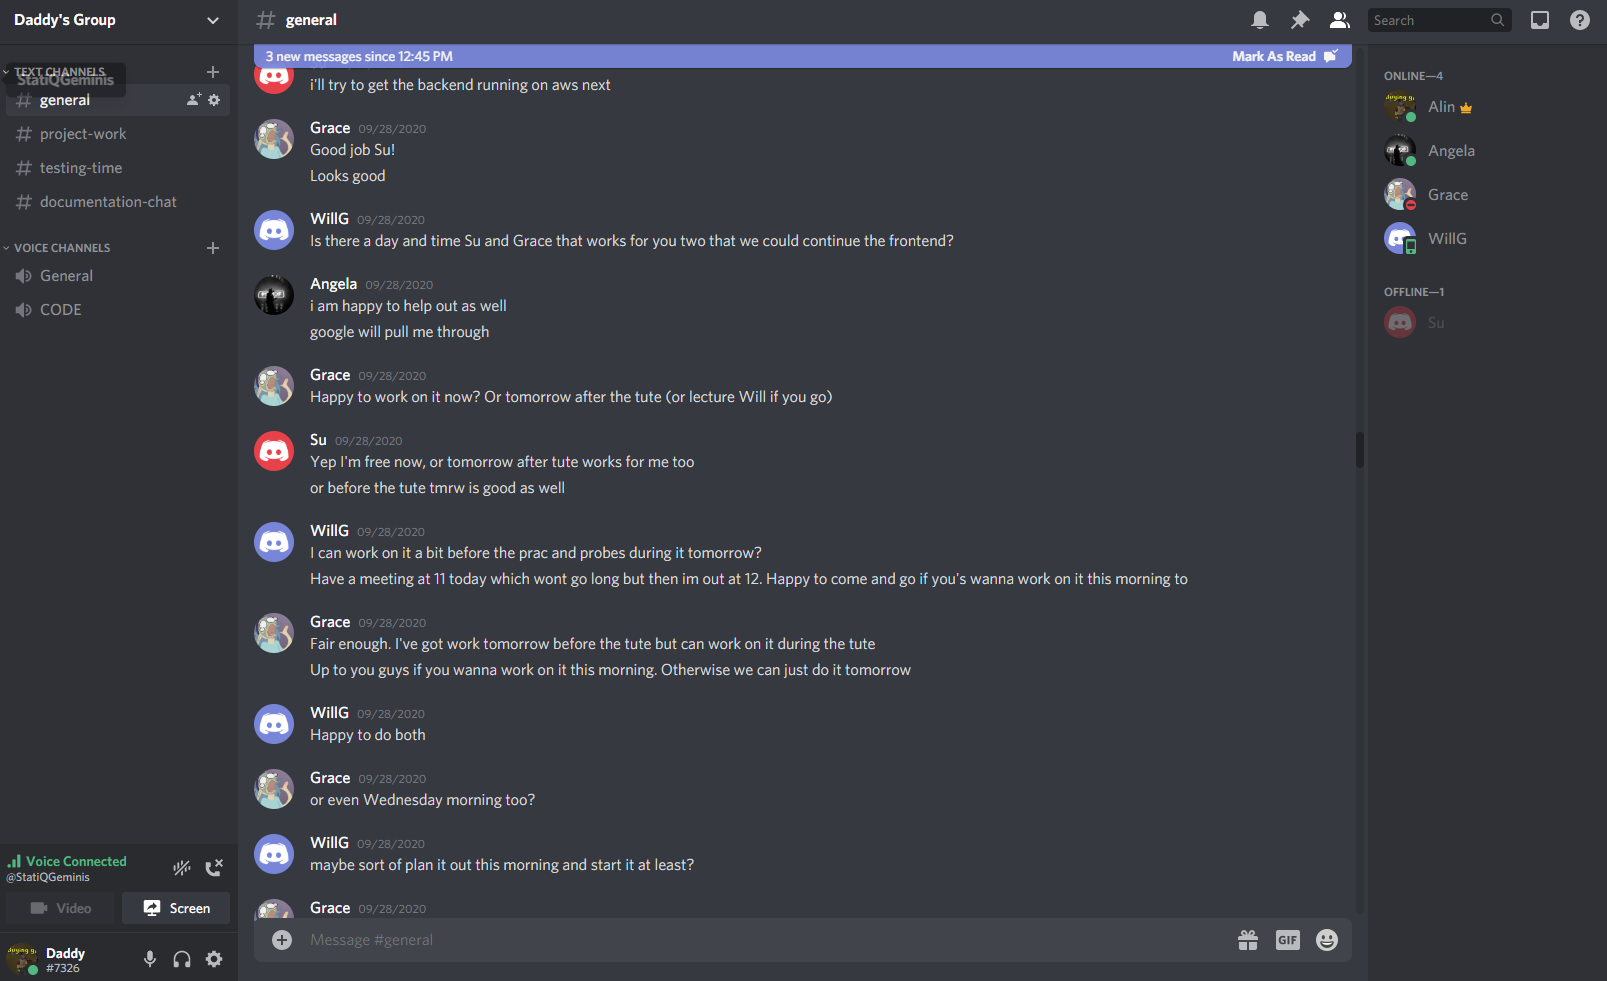 Daddy's Group
TEXT CHANNELS
StatiQGeminis
general
project-work
testing-time
documentation-chat
VOICE CHANNELS
General
CODE
Voice Connected
@StatiQGeminis
Video
Screen
Daddy
#7326
general
Search
3 new messages since 12:45 PM
Mark As Read
i'll try to get the backend running on aws next
Grace 09/28/2020
Good job Su!
Looks good
WillG 09/28/2020
Is there a day and time Su and Grace that works for you two that we could continue the frontend?
Angela 09/28/2020
i am happy to help out as well
google will pull me through
Grace 09/28/2020
Happy to work on it now? Or tomorrow after the tute (or lecture Will if you go)
Su 09/28/2020
Yep I'm free now, or tomorrow after tute works for me too
or before the tute tmrw is good as well
WillG 09/28/2020
I can work on it a bit before the prac and probes during it tomorrow?
Have a meeting at 11 today which wont go long but then im out at 12. Happy to come and go if you's wanna work on it this morning to
Grace 09/28/2020
Fair enough. I've got work tomorrow before the tute but can work on it during the tute
Up to you guys if you wanna work on it this morning. Otherwise we can just do it tomorrow
WillG 09/28/2020
Happy to do both
Grace 09/28/2020
or even Wednesday morning too?
WillG 09/28/2020
maybe sort of plan it out this morning and start it at least?
Grace 09/28/2020
Message #general
GIF
ONLINE—4
Alin
Angela
Grace
WillG
OFFLINE—1
Su